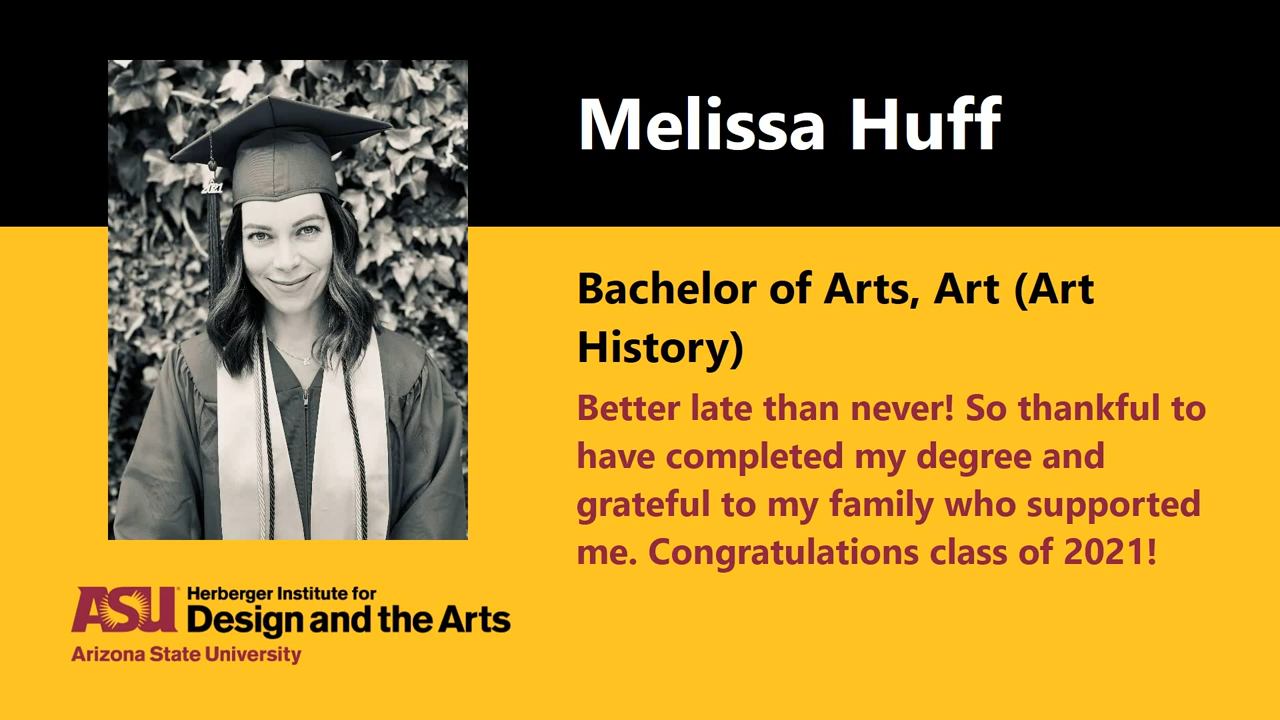 Melissa Huff
Bachelor of Arts, Art (Art
History)
Better late than never! So thankful to
have completed my degree and
grateful to my family who supported
me. Congratulations class of 2021!
2021
ASU Herberger Institute for
Design and the Arts
Arizona State University